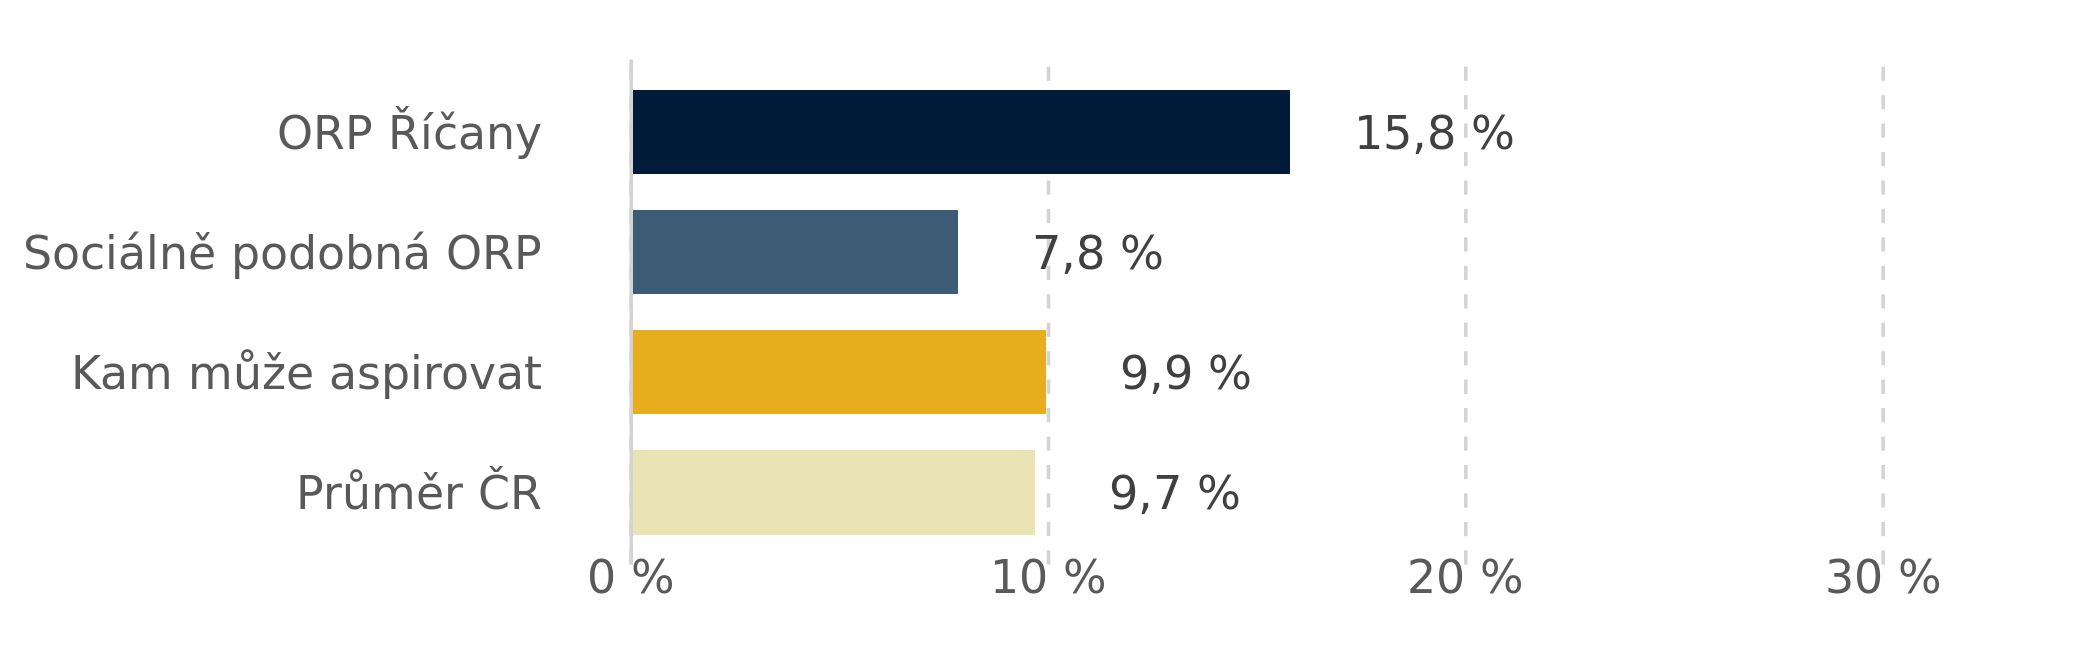 ORP Říčany 15,8 %
Sociálně podobná ORP 7,8 %
Kam může aspirovat 9,9 %
Průměr ČR 9,7 %
0 % 10 % 20 % 30 %